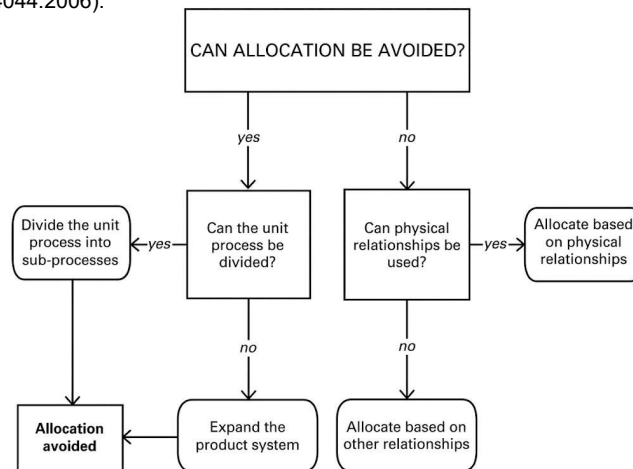 4044:2006).
CAN ALLOCATION BE AVOIDED?
yes
no
Divide the unit
process into
sub-processes
yes
Can the unit
process be
divided?
Can physical
relationships be
used?
yes
Allocate based
on physical
relationships
no
no
Allocation
avoided
Expand the
product system
Allocate based on
other relationships